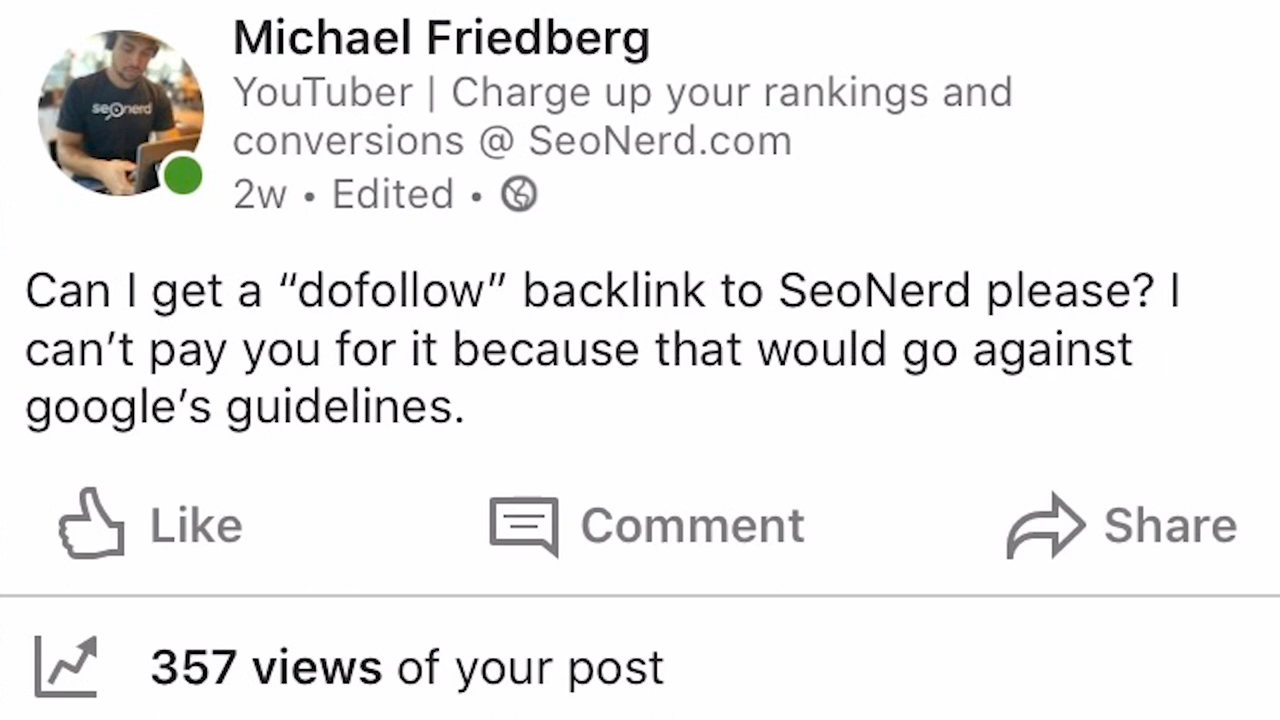 Michael Friedberg
YouTuber | Charge up your rankings and
conversions @ SeoNerd.com
2w • Edited •
seonerd
Can I get a “dofollow” backlink to SeoNerd please? I
can’t pay you for it because that would go against
google’s guidelines.
Like Comment Share
357 views of your post